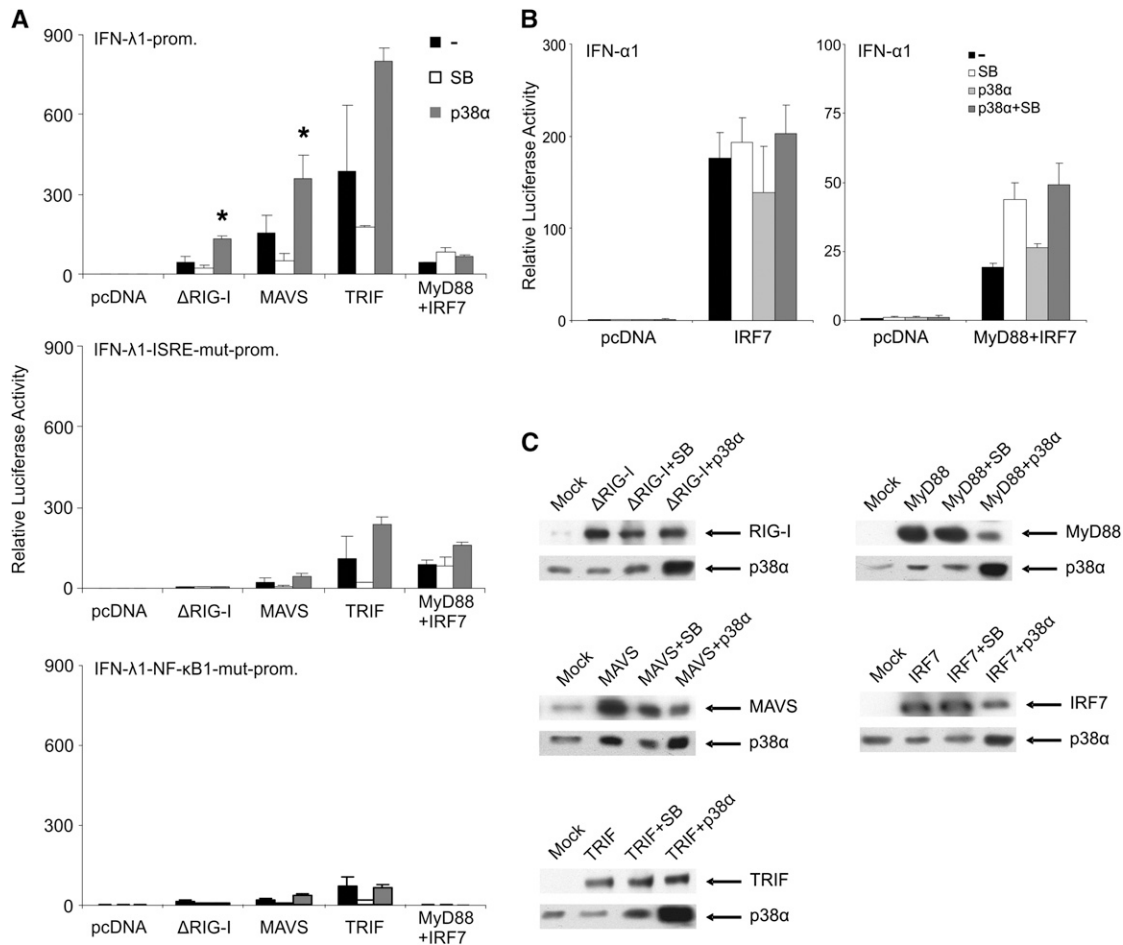 A
IFN-λ1-prom.
900
600
300
0
-
SB
p38α
*
*
pcDNA
ΔRIG-I
MAVS
TRIF
MyD88
+IRF7
Relative Luciferase Activity
IFN-λ1-ISRE-mut-prom.
900
600
300
0
pcDNA
ΔRIG-I
MAVS
TRIF
MyD88
+IRF7
IFN-λ1-NF-κB1-mut-prom.
900
600
300
0
pcDNA
ΔRIG-I
MAVS
TRIF
MyD88
+IRF7
B
Relative Luciferase Activity
IFN-α1
300
200
100
0
pcDNA
IRF7
IFN-α1
100
75
50
25
0
-
SB
p38α
p38α+SB
pcDNA
MyD88+IRF7
C
Mock
ΔRIG-I
ΔRIG-I+SB
ΔRIG-I+p38α
RIG-I
p38α
Mock
MyD88
MyD88+SB
MyD88+p38α
MyD88
p38α
Mock
MAVS
MAVS+SB
MAVS+p38α
MAVS
p38α
Mock
IRF7
IRF7+SB
IRF7+p38α
IRF7
p38α
Mock
TRIF
TRIF+SB
TRIF+p38α
TRIF
p38α